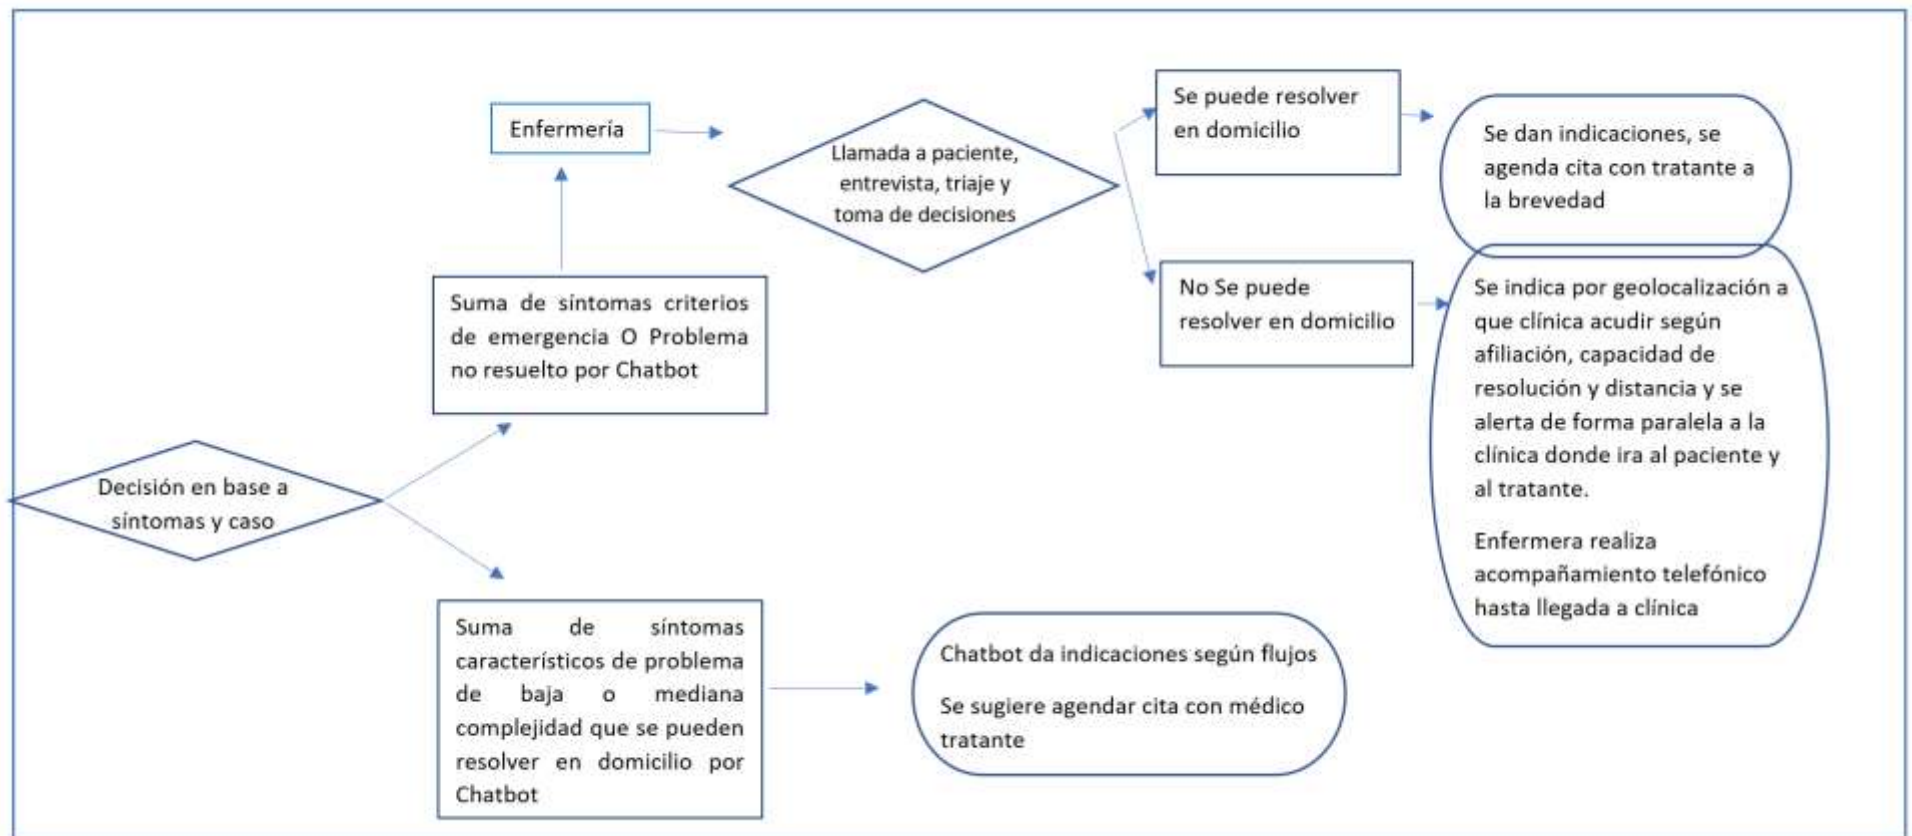 Decisión en base a
síntomas y caso
Suma de síntomas criterios
de emergencia O Problema
no resuelto por Chatbot
Enfermería
Llamada a paciente,
entrevista, triaje y
toma de decisiones
Se puede resolver
en domicilio
Se dan indicaciones, se
agenda cita con tratante a
la brevedad
No Se puede
resolver en domicilio
Se indica por geolocalización a
que clínica acudir según
afiliación, capacidad de
resolución y distancia y se
alerta de forma paralela a la
clínica donde ira al paciente y
al tratante.
Enfermera realiza
acompañamiento telefónico
hasta llegada a clínica
Suma de síntomas
característicos de problema
de baja o mediana
complejidad que se pueden
resolver en domicilio por
Chatbot
Chatbot da indicaciones según flujos
Se sugiere agendar cita con médico
tratante